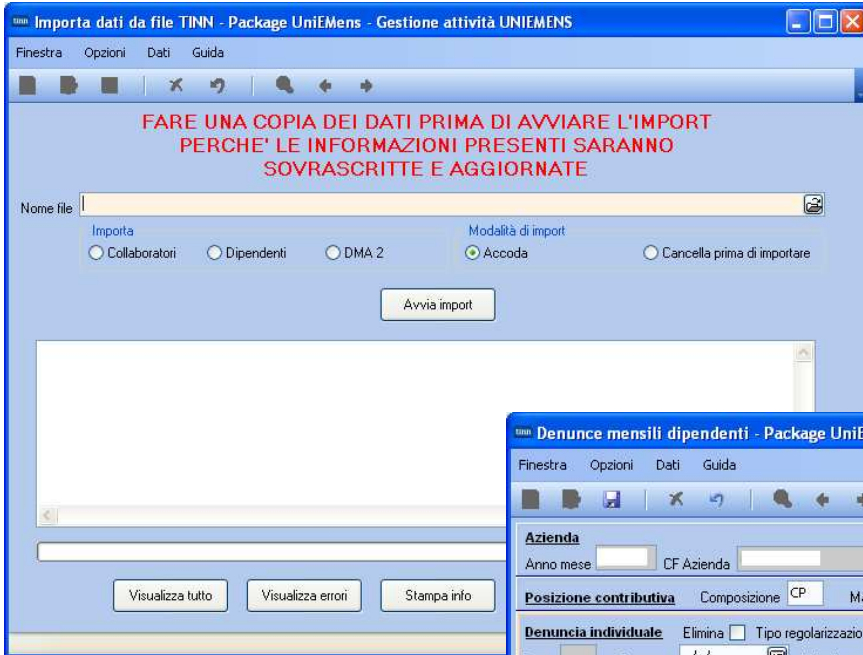 tinn Importa dati da file TINN - Package UniEMens - Gestione attività UNIEMENS
Finestra Opzioni Dati Guida
FARE UNA COPIA DEI DATI PRIMA DI AVVIARE L'IMPORT
PERCHE' LE INFORMAZIONI PRESENTI SARANNO
SOVRASCRITTE E AGGIORNATE
Nome file
Importa Modalità di import
Collaboratori Dipendenti DMA 2 Accoda Cancella prima di importare
Avvia import
Visualizza tutto Visualizza errori Stampa info
tinn Denunce mensili dipendenti - Package UniE
Finestra Opzioni Dati Guida
Azienda
Anno mese CF Azienda
Posizione contributiva Composizione CP Ma
Denuncia individuale Elimina Tipo regolarizzazio